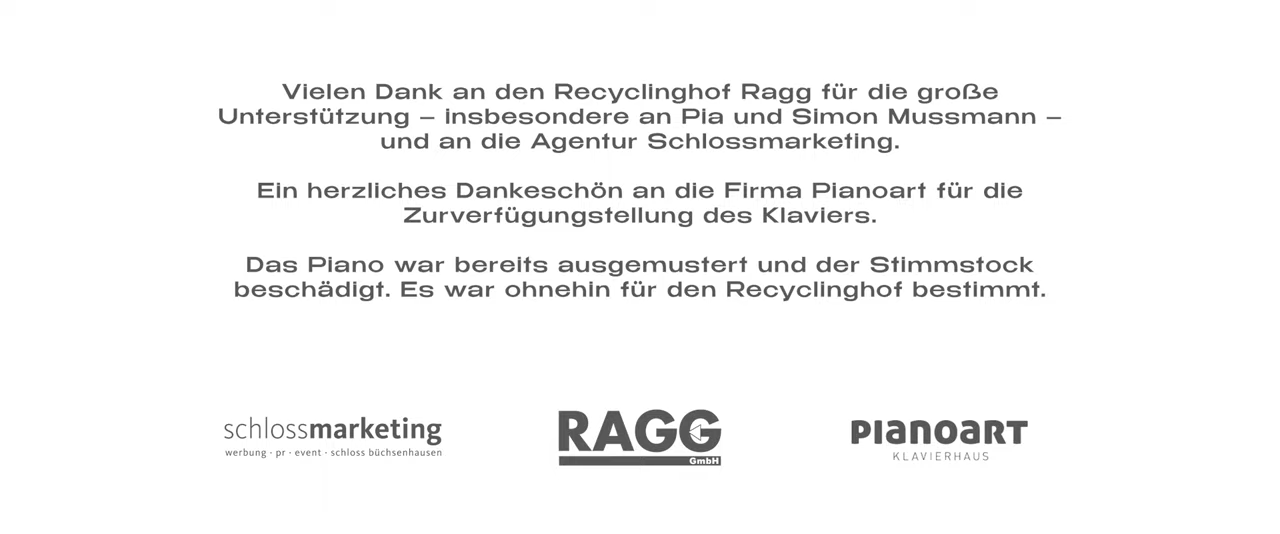 Vielen Dank an den Recyclinghof Ragg für die große
Unterstützung – insbesondere an Pia und Simon Mussmann –
und an die Agentur Schlossmarketing.
Ein herzliches Dankeschön an die Firma Pianoart für die
Zurverfügungstellung des Klaviers.
Das Piano war bereits ausgemustert und der Stimmstock
beschädigt. Es war ohnehin für den Recyclinghof bestimmt.
schlossmarketing
werbung · pr · event · schloss büchsenhausen
RAGG
GmbH
PIANOART
KLAVIERHAUS